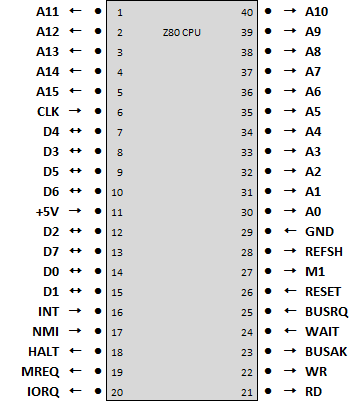 A11 ← ● 1 40 ● → A10
A12 ← ● 2 Z80 CPU 39 ● → A9
A13 ← ● 3 38 ● → A8
A14 ← ● 4 37 ● → A7
A15 ← ● 5 36 ● → A6
CLK → ● 6 35 ● → A5
D4 ↔ ● 7 34 ● → A4
D3 ↔ ● 8 33 ● → A3
D5 ↔ ● 9 32 ● → A2
D6 ↔ ● 10 31 ● → A1
+5V → ● 11 30 ● → A0
D2 ↔ ● 12 29 ● ← GND
D7 ↔ ● 13 28 ● → REFSH
D0 ↔ ● 14 27 ● → M1
D1 ↔ ● 15 26 ● ← RESET
INT → ● 16 25 ● ← BUSRQ
NMI → ● 17 24 ● ← WAIT
HALT ← ● 18 23 ● → BUSAK
MREQ ← ● 19 22 ● → WR
IORQ ← ● 20 21 ● → RD